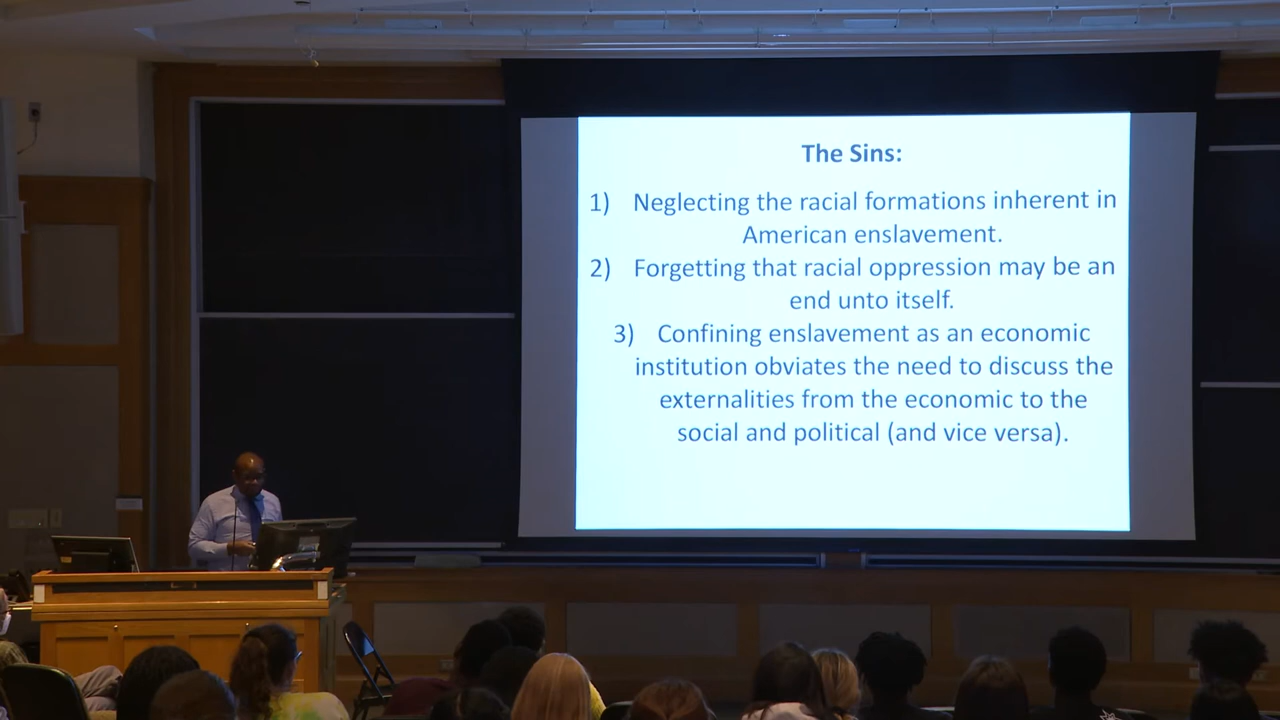 The Sins:
1) Neglecting the racial formations inherent in
American enslavement.
2) Forgetting that racial oppression may be an
end unto itself.
3) Confining enslavement as an economic
institution obviates the need to discuss the
externalities from the economic to the
social and political (and vice versa).